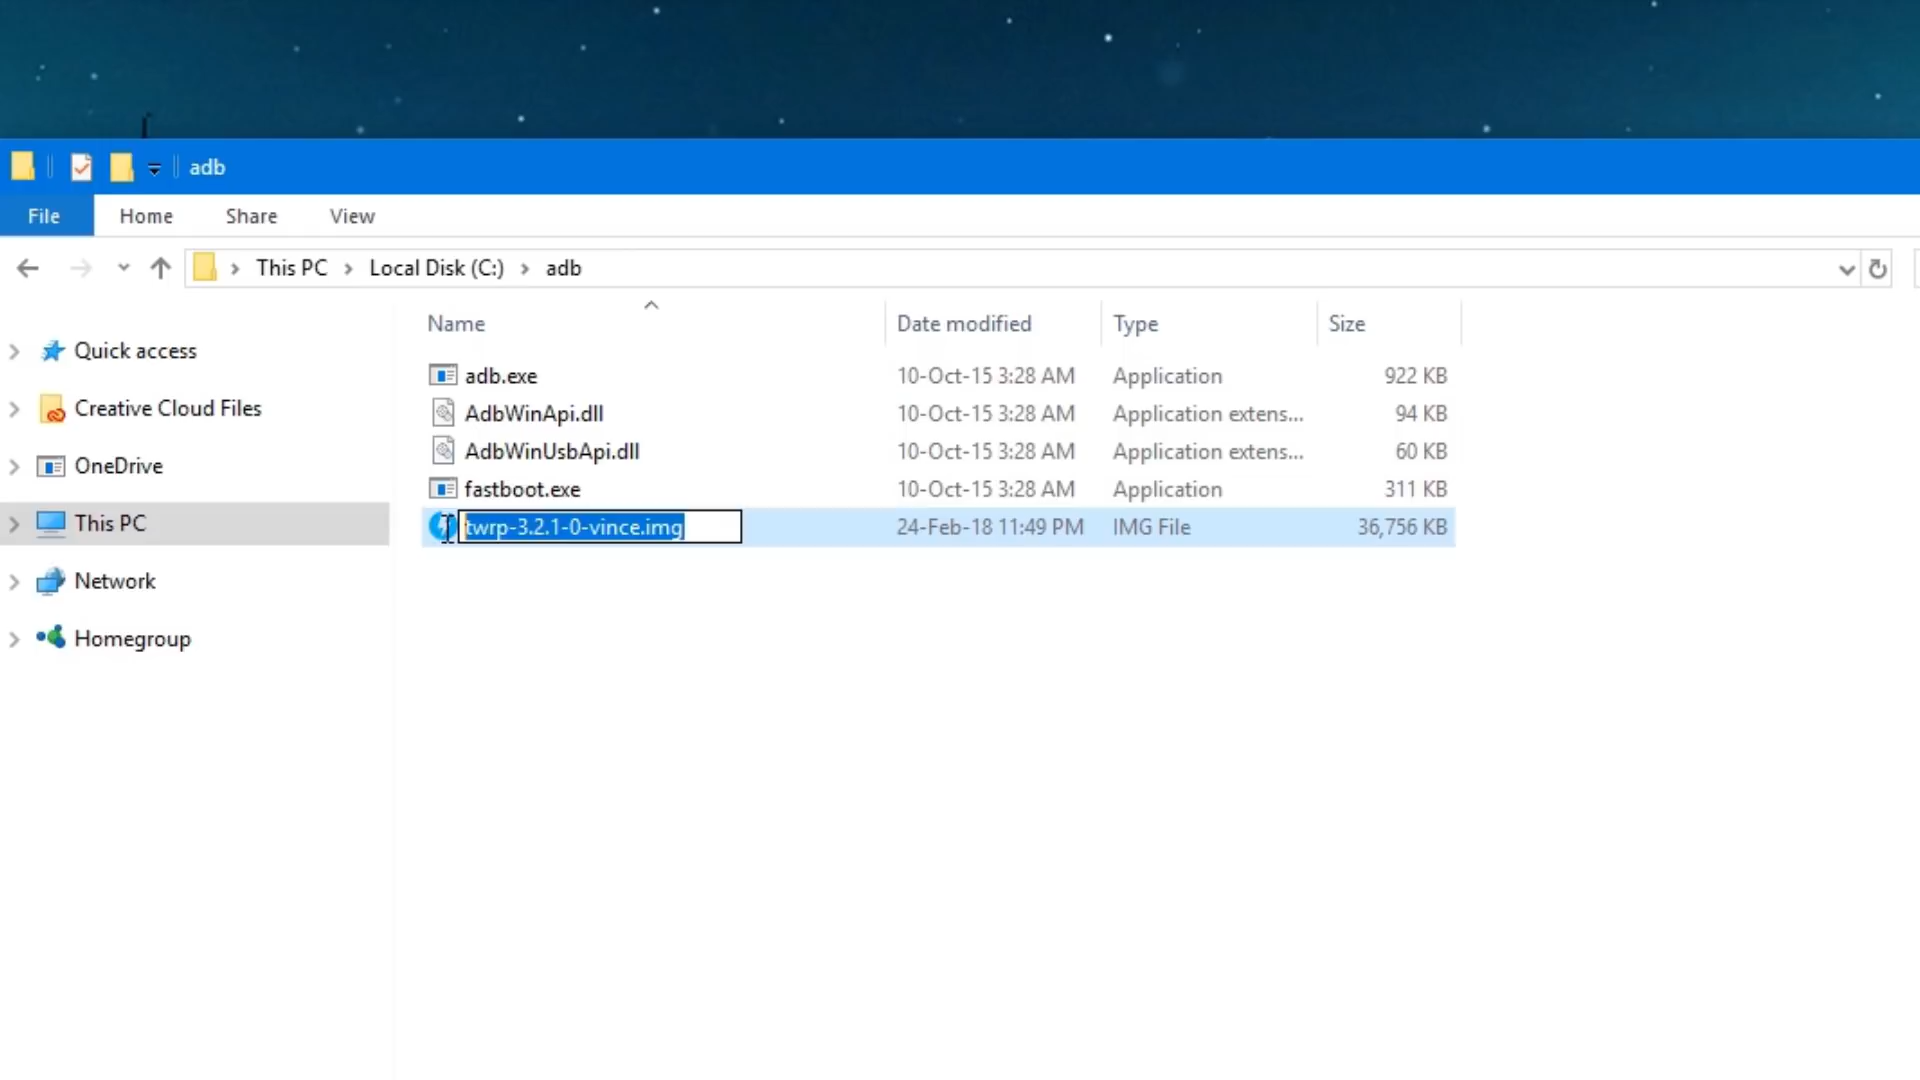 adb
File Home Share View
This PC Local Disk (C:) adb
Name Date modified Type Size
Quick access
Creative Cloud Files
OneDrive
This PC
Network
Homegroup
adb.exe 10-Oct-15 3:28 AM Application 922 KB
AdbWinApi.dll 10-Oct-15 3:28 AM Application extens... 94 KB
AdbWinUsbApi.dll 10-Oct-15 3:28 AM Application extens... 60 KB
fastboot.exe 10-Oct-15 3:28 AM Application 311 KB
twrp-3.2.1-0-vince.img 24-Feb-18 11:49 PM IMG File 36,756 KB